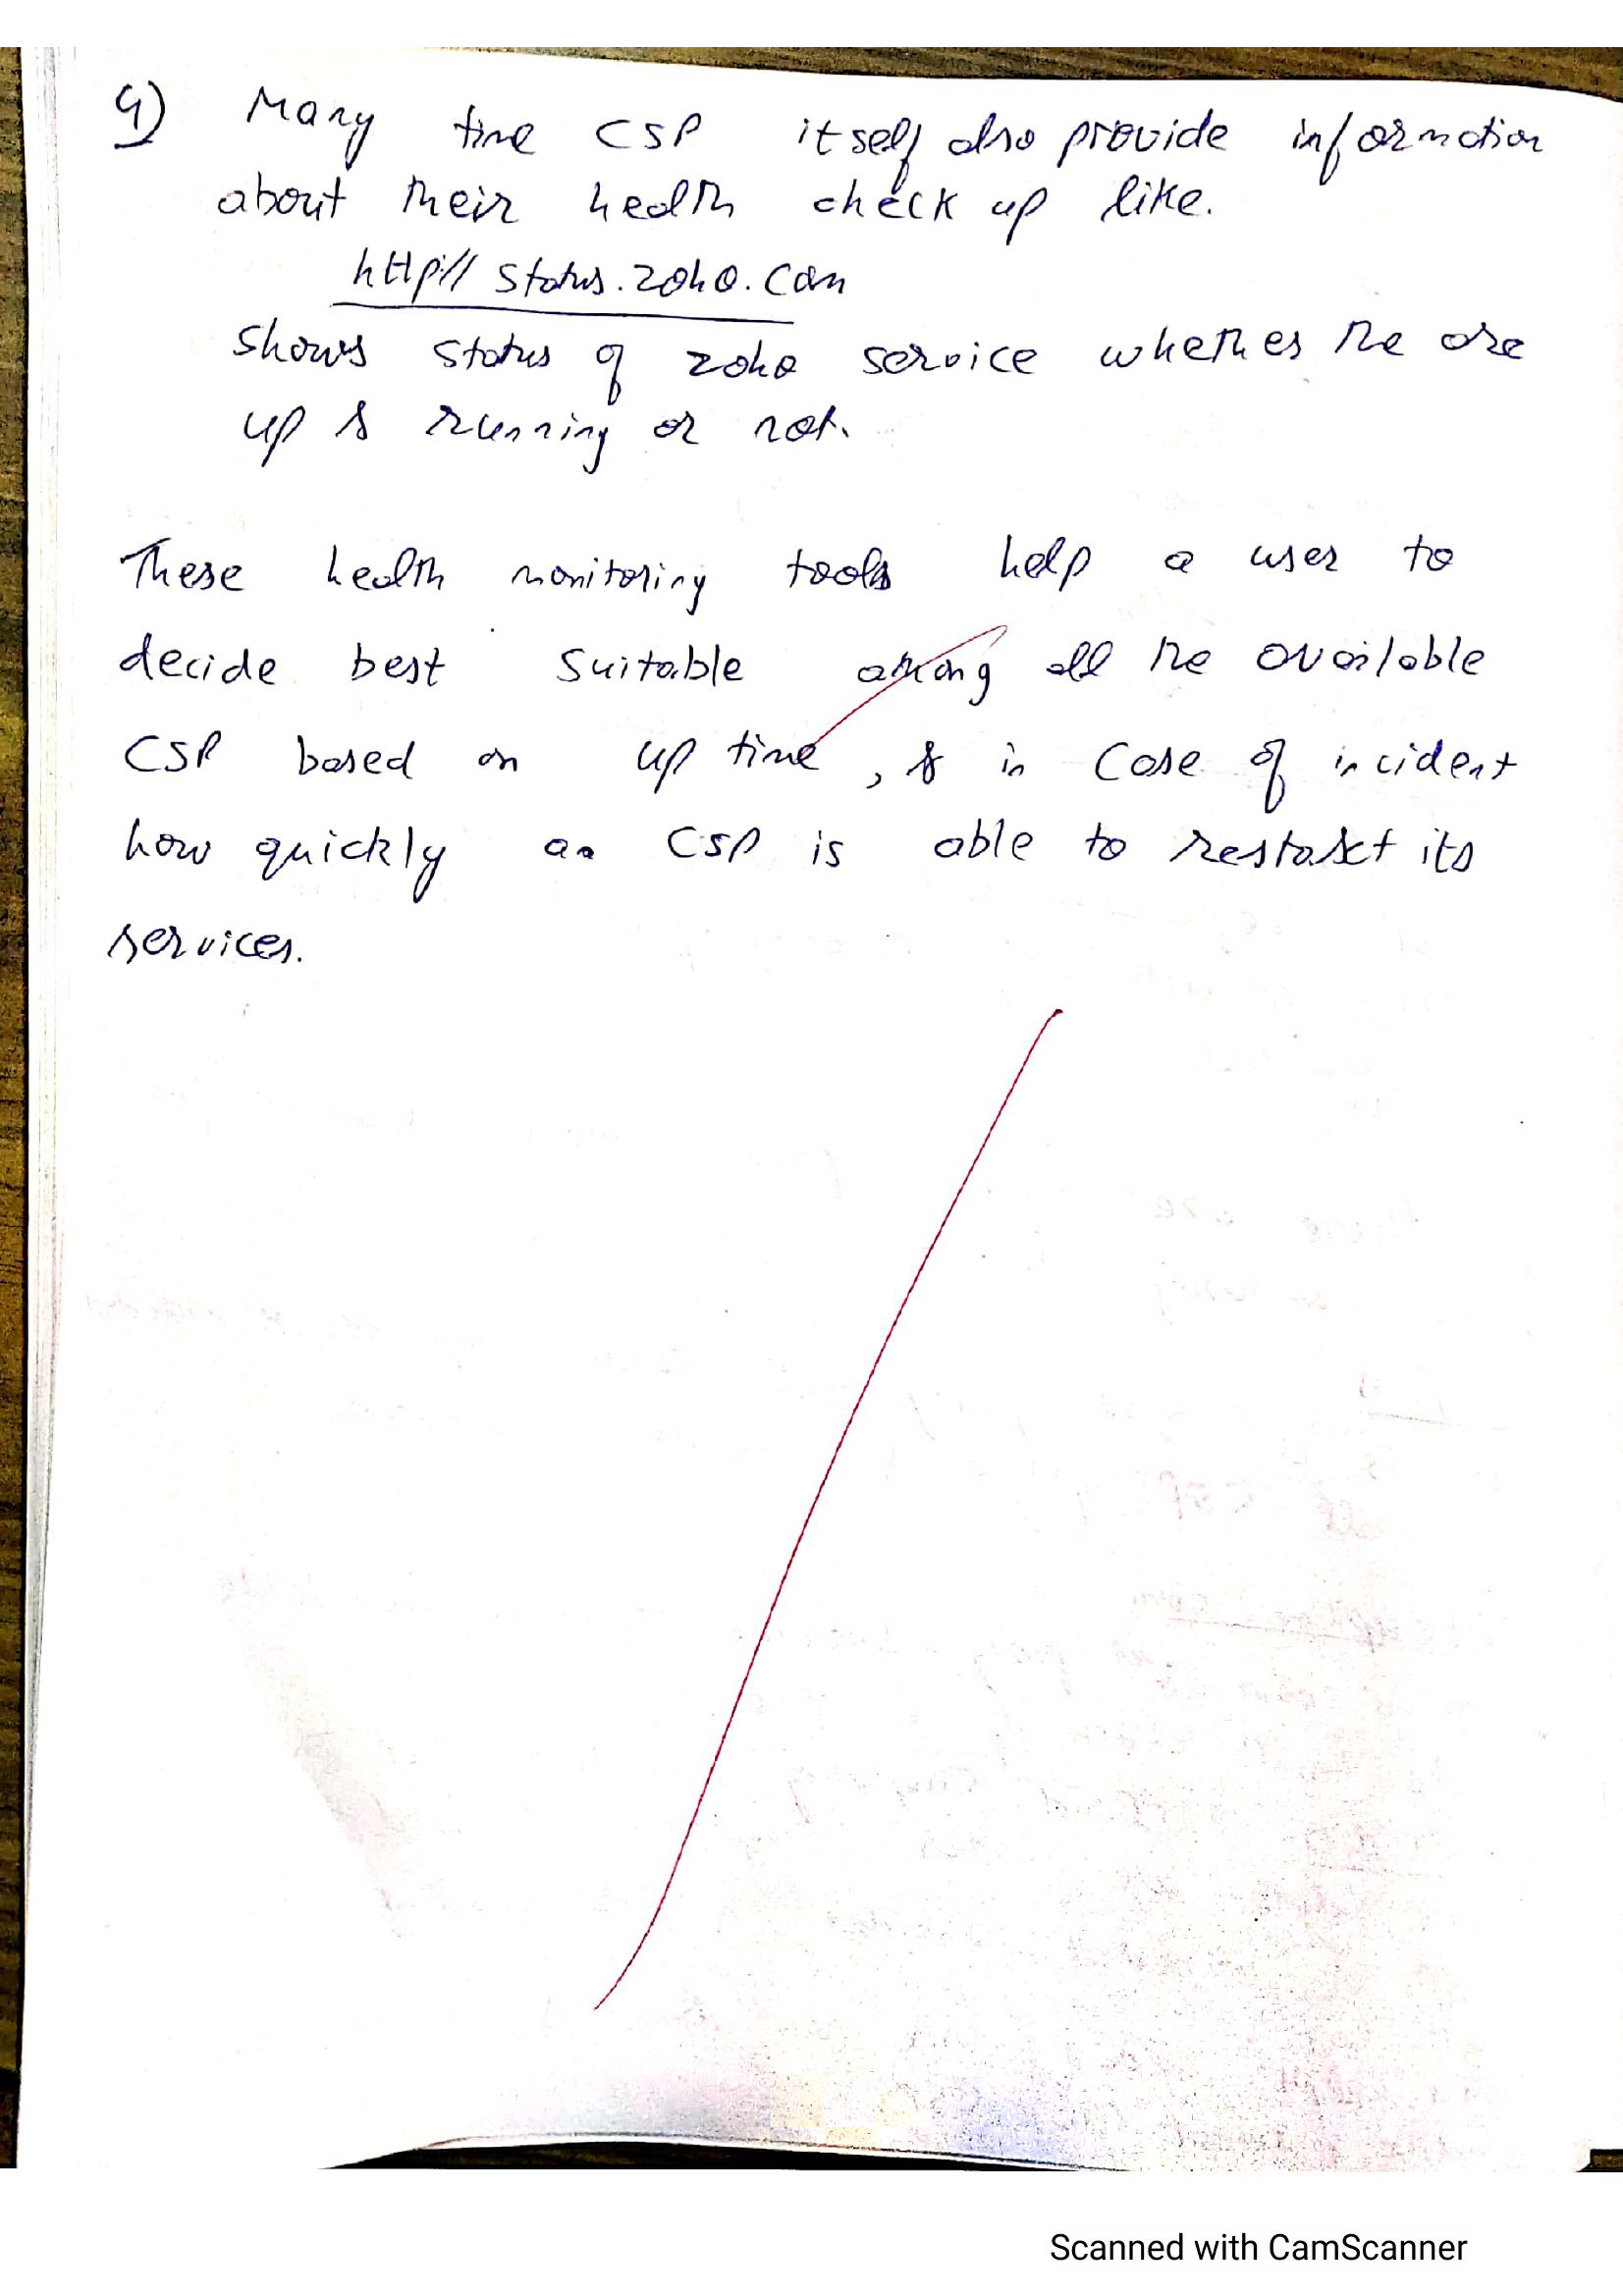 4) Many time CSP itself also provide information
about their health check up like.
http:// status.zoho.com
shows status of zoho service whether the are
up & running or not.
These health monitoring tools help a user to
decide best suitable among all the available
CSP based on up time, & in case of incident
how quickly an CSP is able to restart its
services.
Scanned with CamScanner